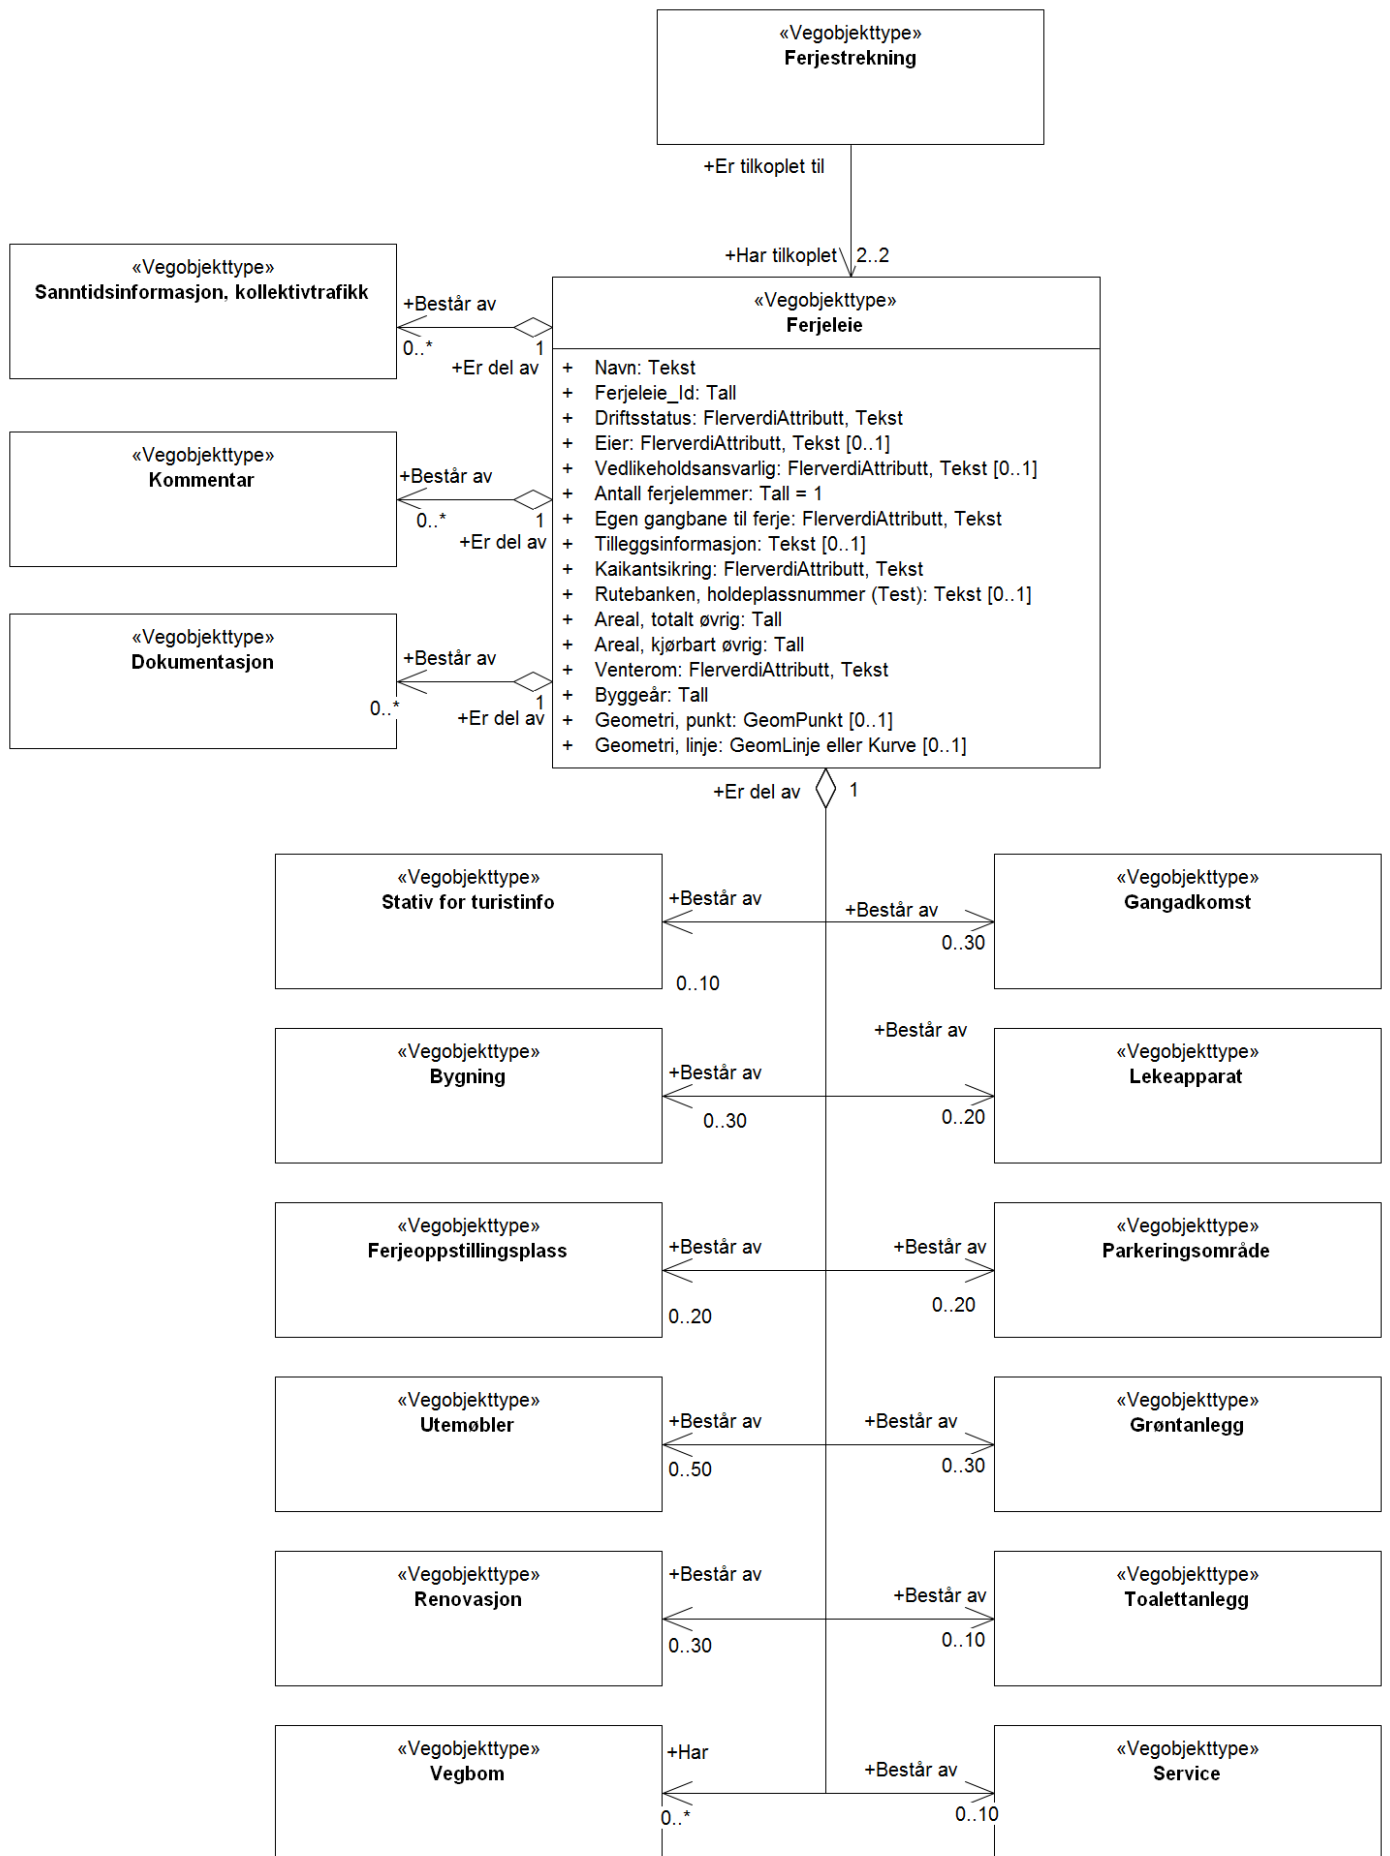 «Vegobjekttype»
Ferjestrekning
+Er tilkoplet til
+Har tilkoplet
2..2
«Vegobjekttype»
Sanntidsinformasjon, kollektivtrafikk
+Består av
0..*
1
+Er del av
«Vegobjekttype»
Kommentar
+Består av
0..*
1
+Er del av
«Vegobjekttype»
Dokumentasjon
+Består av
0..*
1
+Er del av
«Vegobjekttype»
Ferjeleie
+ Navn: Tekst
+ Ferjeleie_Id: Tall
+ Driftsstatus: FlerverdiAttributt, Tekst
+ Eier: FlerverdiAttributt, Tekst [0..1]
+ Vedlikeholdsansvarlig: FlerverdiAttributt, Tekst [0..1]
+ Antall ferjelemmer: Tall = 1
+ Egen gangbane til ferje: FlerverdiAttributt, Tekst
+ Tilleggsinformasjon: Tekst [0..1]
+ Kaikantsikring: FlerverdiAttributt, Tekst
+ Rutebanken, holdeplassnummer (Test): Tekst [0..1]
+ Areal, totalt øvrig: Tall
+ Areal, kjørbart øvrig: Tall
+ Venterom: FlerverdiAttributt, Tekst
+ Byggeår: Tall
+ Geometri, punkt: GeomPunkt [0..1]
+ Geometri, linje: GeomLinje eller Kurve [0..1]
+Er del av
1
«Vegobjekttype»
Stativ for turistinfo
+Består av
0..10
+Består av
0..30
«Vegobjekttype»
Gangadkomst
«Vegobjekttype»
Bygning
+Består av
0..30
+Består av
0..20
«Vegobjekttype»
Lekeapparat
«Vegobjekttype»
Ferjeoppstillingsplass
+Består av
0..20
+Består av
0..20
«Vegobjekttype»
Parkeringsområde
«Vegobjekttype»
Utemøbler
+Består av
0..50
+Består av
0..30
«Vegobjekttype»
Grøntanlegg
«Vegobjekttype»
Renovasjon
+Består av
0..30
+Består av
0..10
«Vegobjekttype»
Toalettanlegg
«Vegobjekttype»
Vegbom
+Har
0..*
+Består av
0..10
«Vegobjekttype»
Service